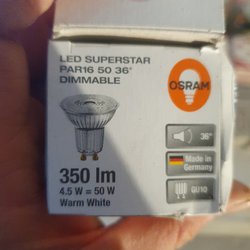 LED SUPERSTAR
PAR16 50 36°
DIMMABLE
OSRAM
36°
Made in
Germany
350 lm
4.5 W = 50 W
Warm White
GU10